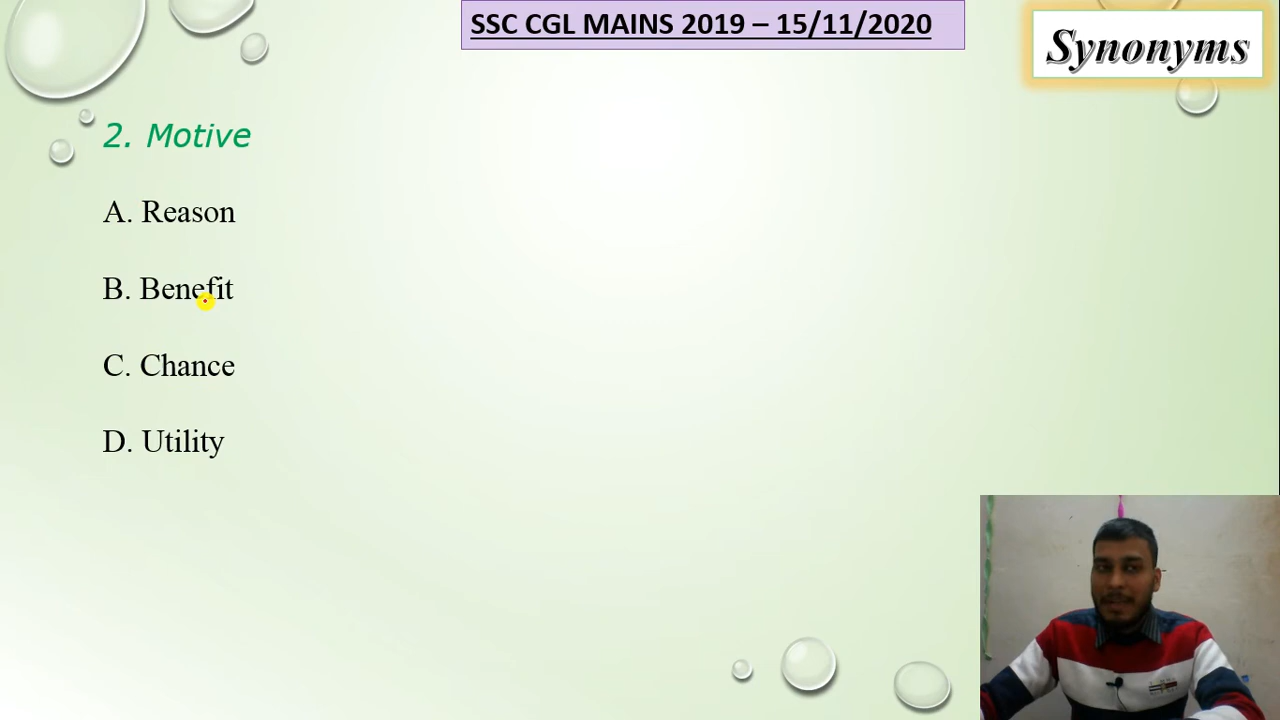 SSC CGL MAINS 2019 – 15/11/2020
Synonyms
2. Motive
A. Reason
B. Benefit
C. Chance
D. Utility